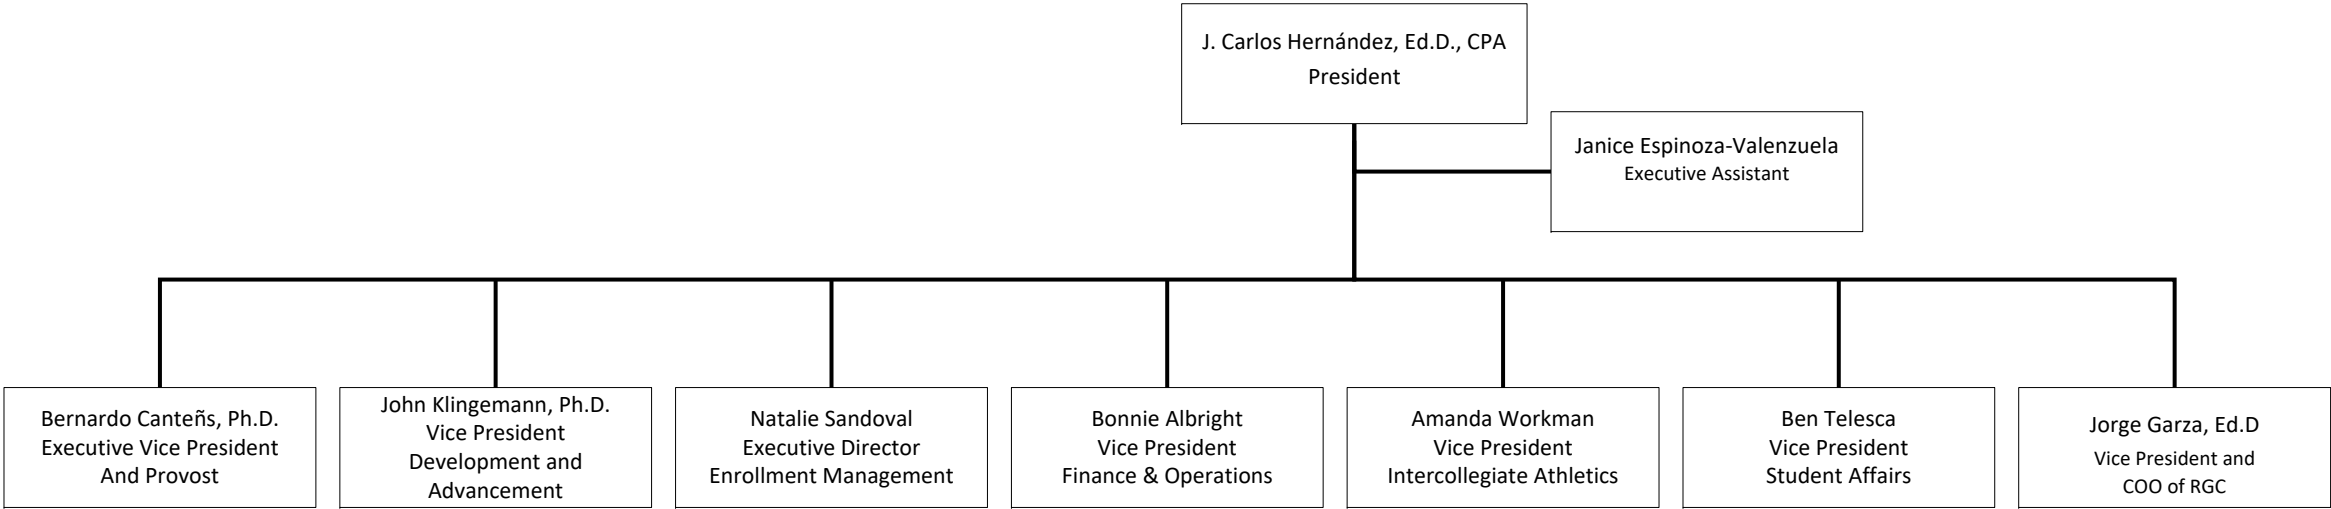 J. Carlos Hernández, Ed.D., CPA
President
Janice Espinoza-Valenzuela
Executive Assistant
Bernardo Canteñs, Ph.D.
Executive Vice President
And Provost
John Klingemann, Ph.D.
Vice President
Development and
Advancement
Natalie Sandoval
Executive Director
Enrollment Management
Bonnie Albright
Vice President
Finance & Operations
Amanda Workman
Vice President
Intercollegiate Athletics
Ben Telesca
Vice President
Student Affairs
Jorge Garza, Ed.D
Vice President and
COO of RGC